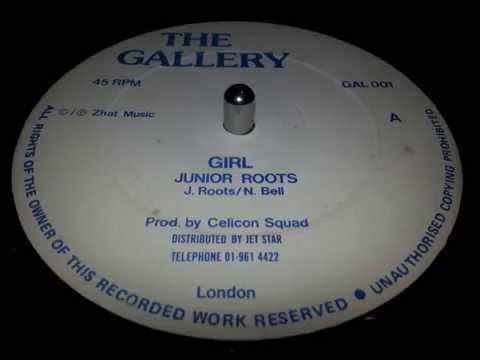 THE
GALLERY
45 RPM
GAL 001
©/℗ Zhat Music
A
GIRL
JUNIOR ROOTS
J. Roots/N. Bell
Prod. by Celicon Squad
DISTRIBUTED BY JET STAR
TELEPHONE 01-961 4422
London
ALL RIGHTS OF THE OWNER OF THIS RECORDED WORK RESERVED • UNAUTHORISED COPYING PROHIBITED